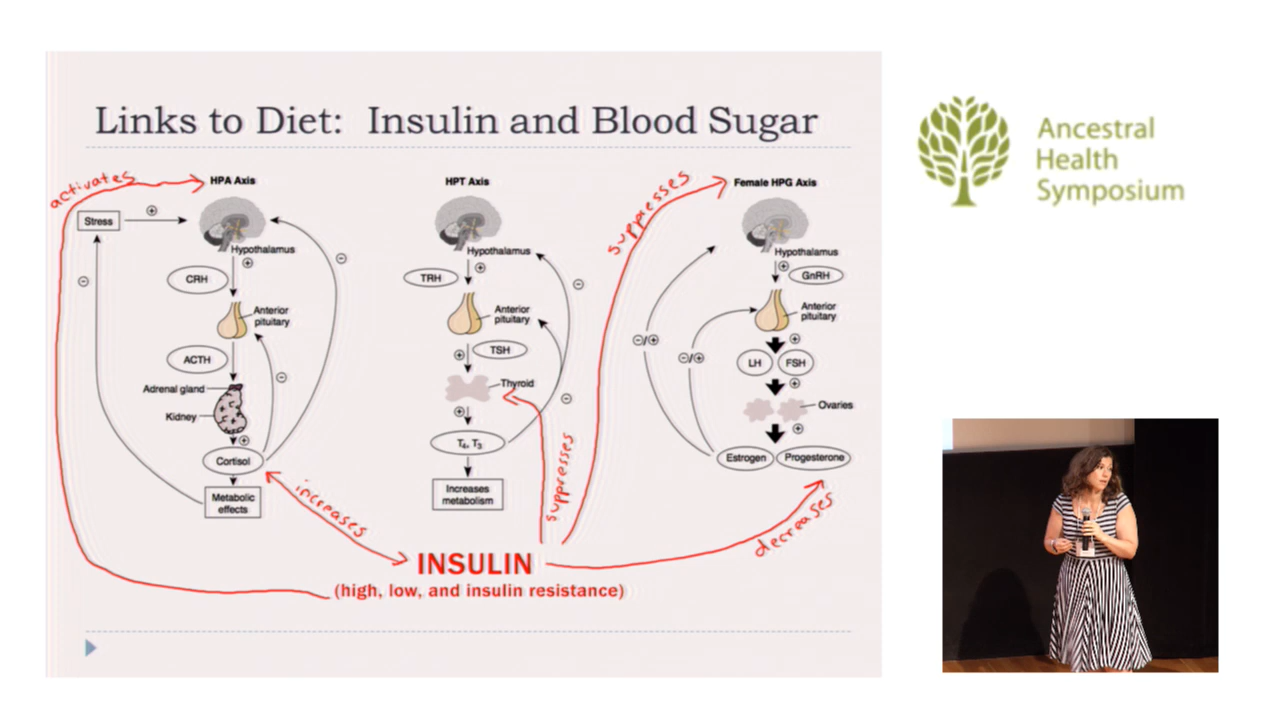 Links to Diet: Insulin and Blood Sugar
activates
HPA Axis
Stress
+
Hypothalamus
+
−
−
CRH
Anterior
pituitary
ACTH
−
Adrenal gland
Kidney
+
Cortisol
Metabolic
effects
increases
HPT Axis
Hypothalamus
+
−
TRH
Anterior
pituitary
+
TSH
Thyroid
−
+
T4, T3
Increases
metabolism
suppresses
suppresses
Female HPG Axis
Hypothalamus
+
GnRH
Anterior
pituitary
−/+
−/+
+
LH
FSH
+
Ovaries
+
Estrogen
Progesterone
decreases
INSULIN
(high, low, and insulin resistance)
Ancestral
Health
Symposium